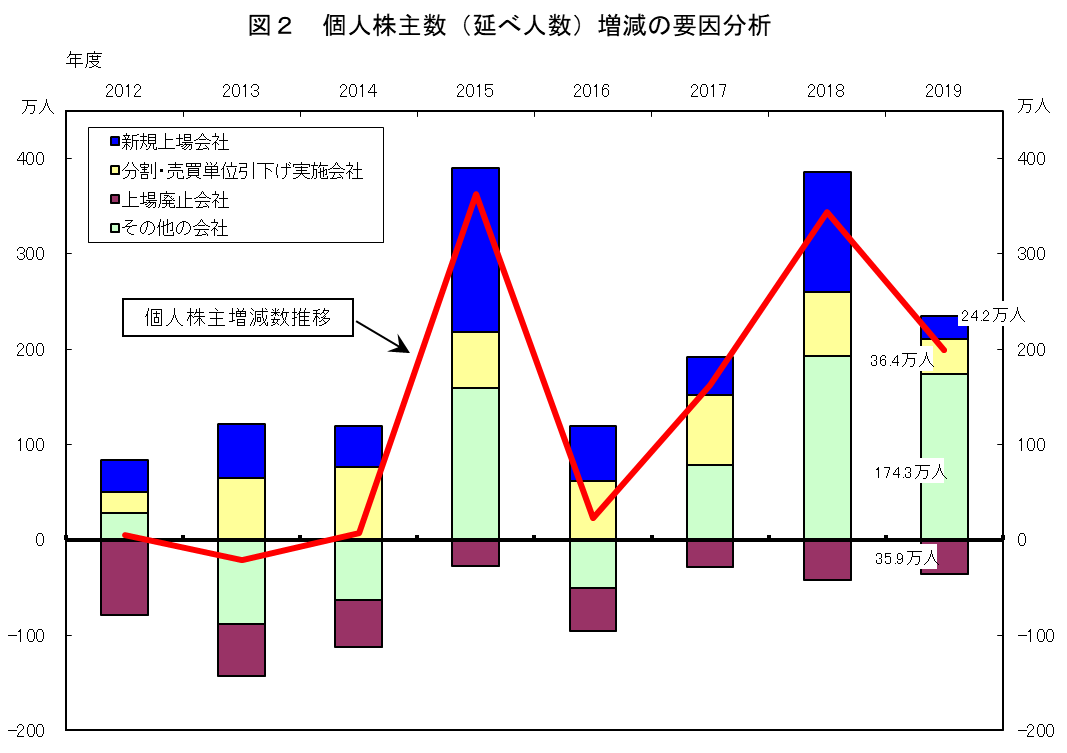 図２　個人株主数（延べ人数）増減の要因分析
年度
2012 2013 2014 2015 2016 2017 2018 2019
万人 万人
新規上場会社
分割・売買単位引下げ実施会社
上場廃止会社
その他の会社
400 400
300 300
個人株主増減数推移
24.2万人
200 200
36.4万人
100 100
174.3万人
0 0
35.9万人
-100 -100
-200 -200